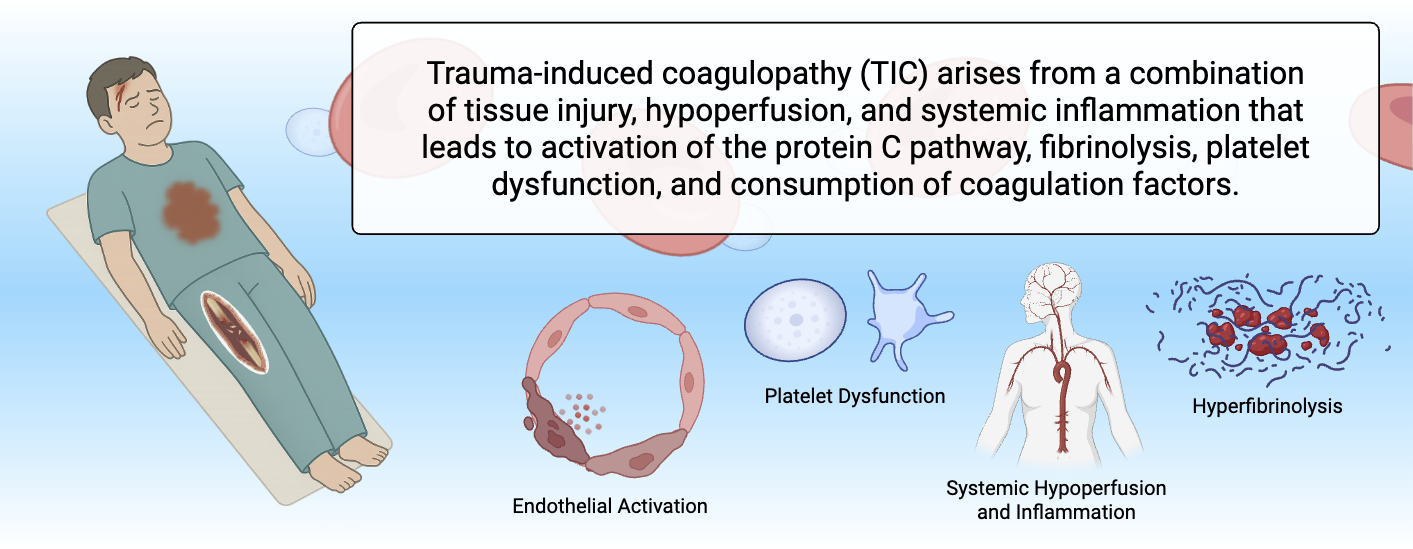 Trauma-induced coagulopathy (TIC) arises from a combination
of tissue injury, hypoperfusion, and systemic inflammation that
leads to activation of the protein C pathway, fibrinolysis, platelet
dysfunction, and consumption of coagulation factors.
Platelet Dysfunction
Hyperfibrinolysis
Endothelial Activation
Systemic Hypoperfusion
and Inflammation